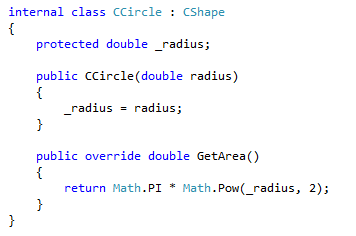 internal class CCircle : CShape
{
    protected double _radius;

    public CCircle(double radius)
    {
        _radius = radius;
    }

    public override double GetArea()
    {
        return Math.PI * Math.Pow(_radius, 2);
    }
}